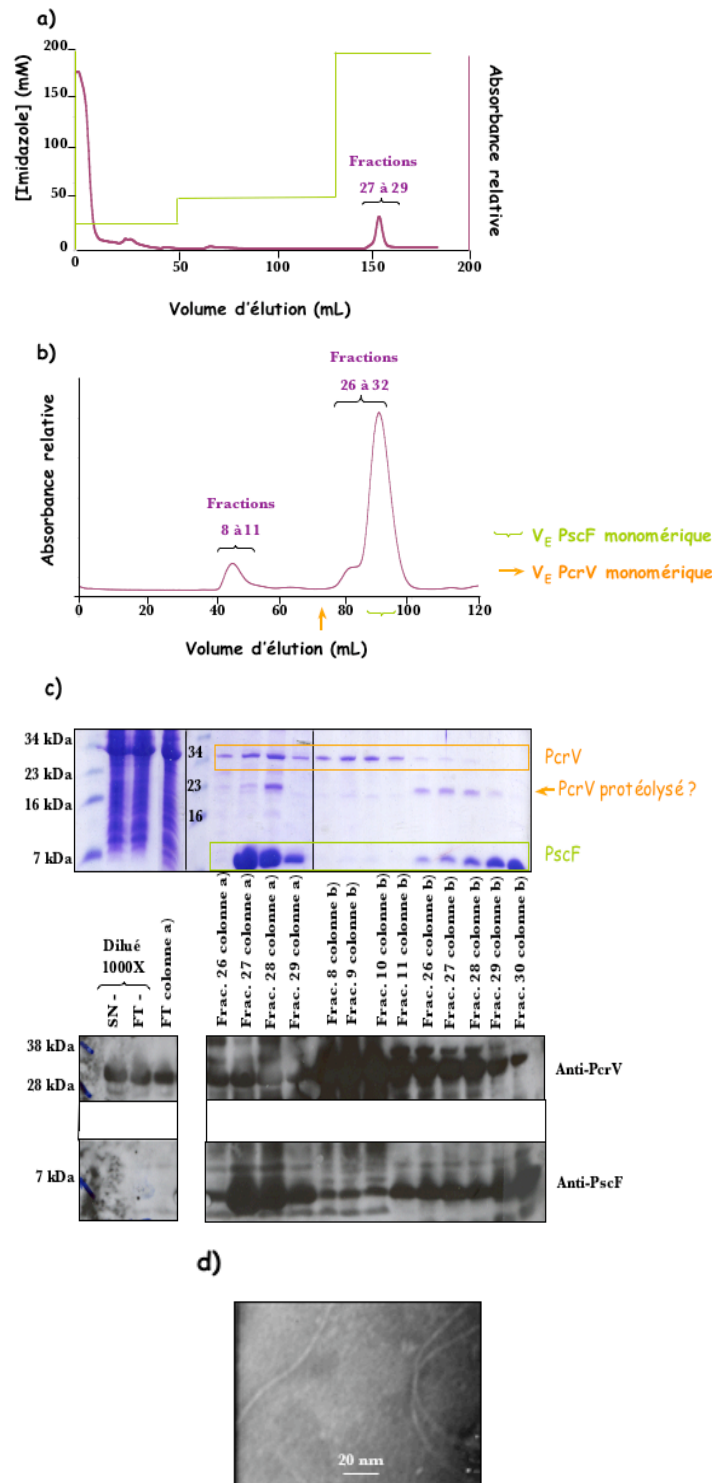 a)
200
150
100
50
0
[Imidazole] (mM)
Absorbance relative
Fractions
27 à 29
0
50
100
150
200
Volume d'élution (mL)
b)
Absorbance relative
Fractions
26 à 32
Fractions
8 à 11
V_E PscF monomérique
V_E PcrV monomérique
0
20
40
60
80
100
120
Volume d'élution (mL)
c)
34 kDa
23 kDa
16 kDa
7 kDa
34
23
16
PcrV
PcrV protéolysé ?
PscF
Dilué
1000X
SN -
FT -
FT colonne a)
Frac. 26 colonne a)
Frac. 27 colonne a)
Frac. 28 colonne a)
Frac. 29 colonne a)
Frac. 8 colonne b)
Frac. 9 colonne b)
Frac. 10 colonne b)
Frac. 11 colonne b)
Frac. 26 colonne b)
Frac. 27 colonne b)
Frac. 28 colonne b)
Frac. 29 colonne b)
Frac. 30 colonne b)
38 kDa
28 kDa
Anti-PcrV
7 kDa
Anti-PscF
d)
20 nm